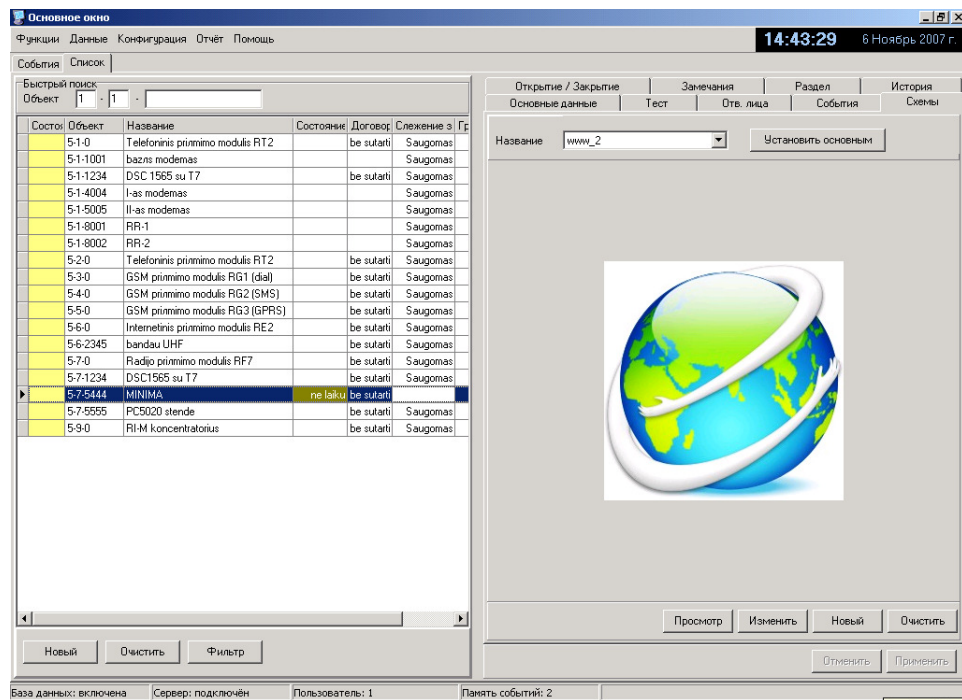 Основное окно
Функции Данные Конфигурация Отчёт Помощь
14:43:29 6 Ноябрь 2007 г.
События Список
Быстрый поиск
Объект 1 - 1 -
Состоя Объект Название Состояние Договор Слежение з Гр
5-1-0 Telefoninis priлmimo modulis RT2 be sutarti Saugomas
5-1-1001 bazлs modemas Saugomas
5-1-1234 DSC 1565 su T7 be sutarti Saugomas
5-1-4004 I-as modemas Saugomas
5-1-5005 II-as modemas Saugomas
5-1-8001 RR-1 Saugomas
5-1-8002 RR-2 Saugomas
5-2-0 Telefoninis priлmimo modulis RT2 be sutarti Saugomas
5-3-0 GSM priлmimo modulis RG1 (dial) be sutarti Saugomas
5-4-0 GSM priлmimo modulis RG2 (SMS) be sutarti Saugomas
5-5-0 GSM priлmimo modulis RG3 (GPRS) be sutarti Saugomas
5-6-0 Internetinis priлmimo modulis RE2 be sutarti Saugomas
5-6-2345 bandau UHF be sutarti Saugomas
5-7-0 Radijo priлmimo modulis RF7 be sutarti Saugomas
5-7-1234 DSC1565 su T7 be sutarti Saugomas
5-7-5444 MINIMA ne laiku be sutarti
5-7-5555 PC5020 stende be sutarti Saugomas
5-9-0 RI-M koncentratorius be sutarti Saugomas
Новый Очистить Фильтр
Открытие / Закрытие Замечания Раздел История
Основные данные Тест Отв. лица События Схемы
Название www_2 Установить основным
Просмотр Изменить Новый Очистить
Отменить Применить
База данных: включена Сервер: подключён Пользователь: 1 Память событий: 2